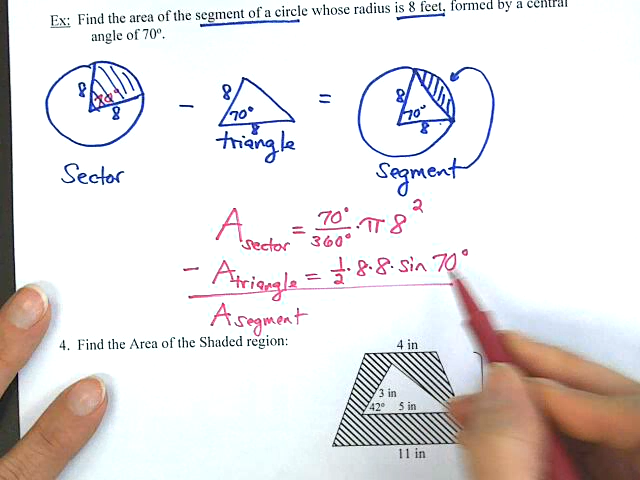 Ex: Find the area of the segment of a circle whose radius is 8 feet, formed by a central
angle of 70º.
8 70° 8 − 8 70° 8 = 8 70° 8
Sector triangle segment
A sector = 70°/360° · π 8²
− A triangle = 1/2 · 8 · 8 · sin 70°
A segment
4. Find the Area of the Shaded region:
4 in
3 in
42° 5 in
11 in